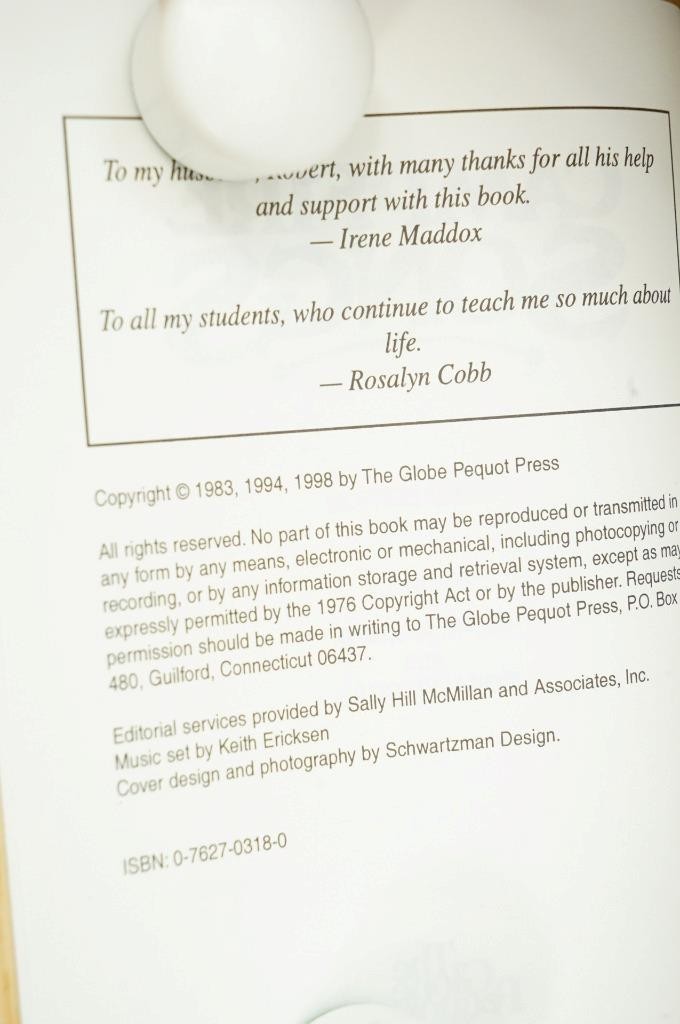 To my with many thanks for all his help
and support with this book.
— Irene Maddox
To all my students, who continue to teach me so much about
life.
— Rosalyn Cobb
Copyright © 1983, 1994, 1998 by The Globe Pequot Press
All rights reserved. No part of this book may be reproduced or transmitted in
any form by any means, electronic or mechanical, including photocopying or
recording, or by any information storage and retrieval system, except as may
expressly permitted by the 1976 Copyright Act or by the publisher. Requests
permission should be made in writing to The Globe Pequot Press, P.O. Box
480, Guilford, Connecticut 06437.
Editorial services provided by Sally Hill McMillan and Associates, Inc.
Music set by Keith Ericksen
Cover design and photography by Schwartzman Design.
ISBN: 0-7627-0318-0